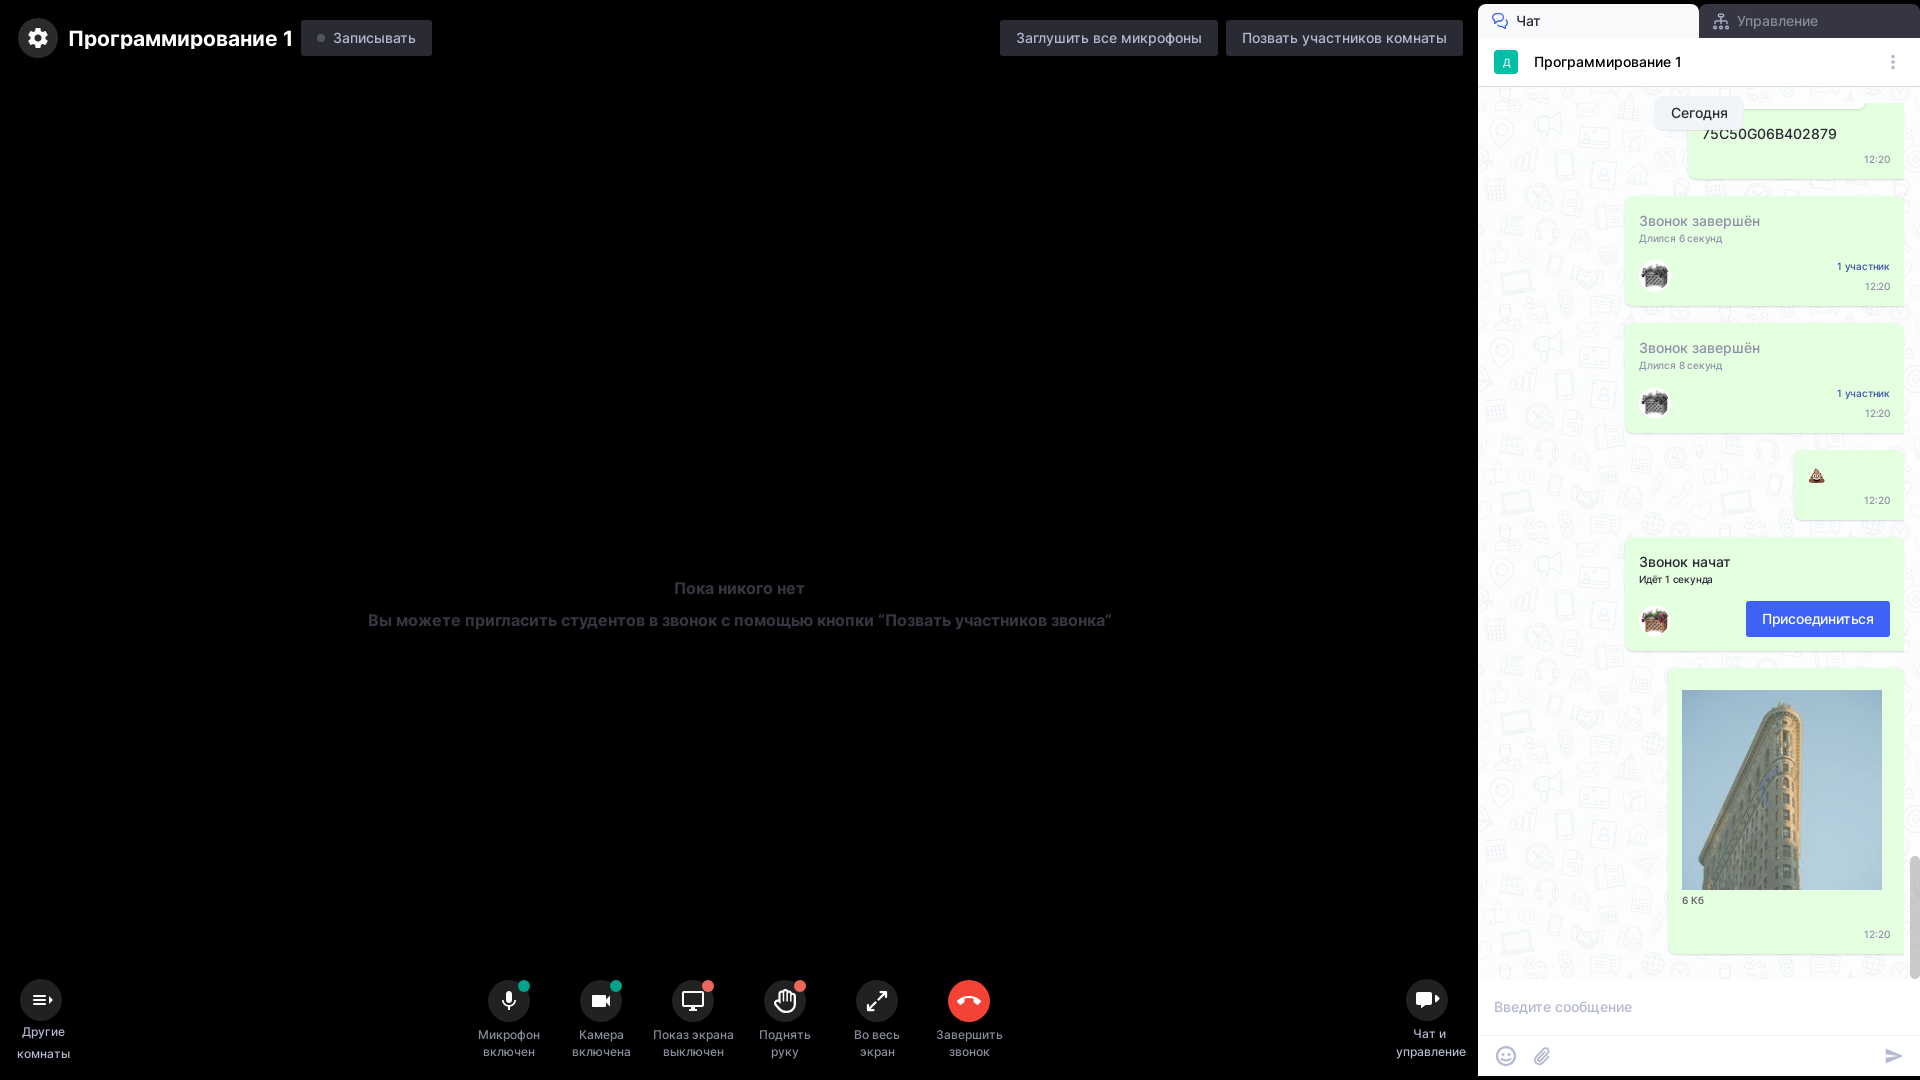 Программирование 1
Записывать
Заглушить все микрофоны
Позвать участников комнаты
Чат
Управление
Д
Программирование 1
Сегодня
75C50G06B402879
12:20
Звонок завершён
Длился 6 секунд
1 участник
12:20
Звонок завершён
Длился 8 секунд
1 участник
12:20
12:20
Звонок начат
Идёт 1 секунда
Присоединиться
6 Кб
12:20
Пока никого нет
Вы можете пригласить студентов в звонок с помощью кнопки “Позвать участников звонка”
Другие
комнаты
Микрофон
включен
Камера
включена
Показ экрана
выключен
Поднять
руку
Во весь
экран
Завершить
звонок
Чат и
управление
Введите сообщение